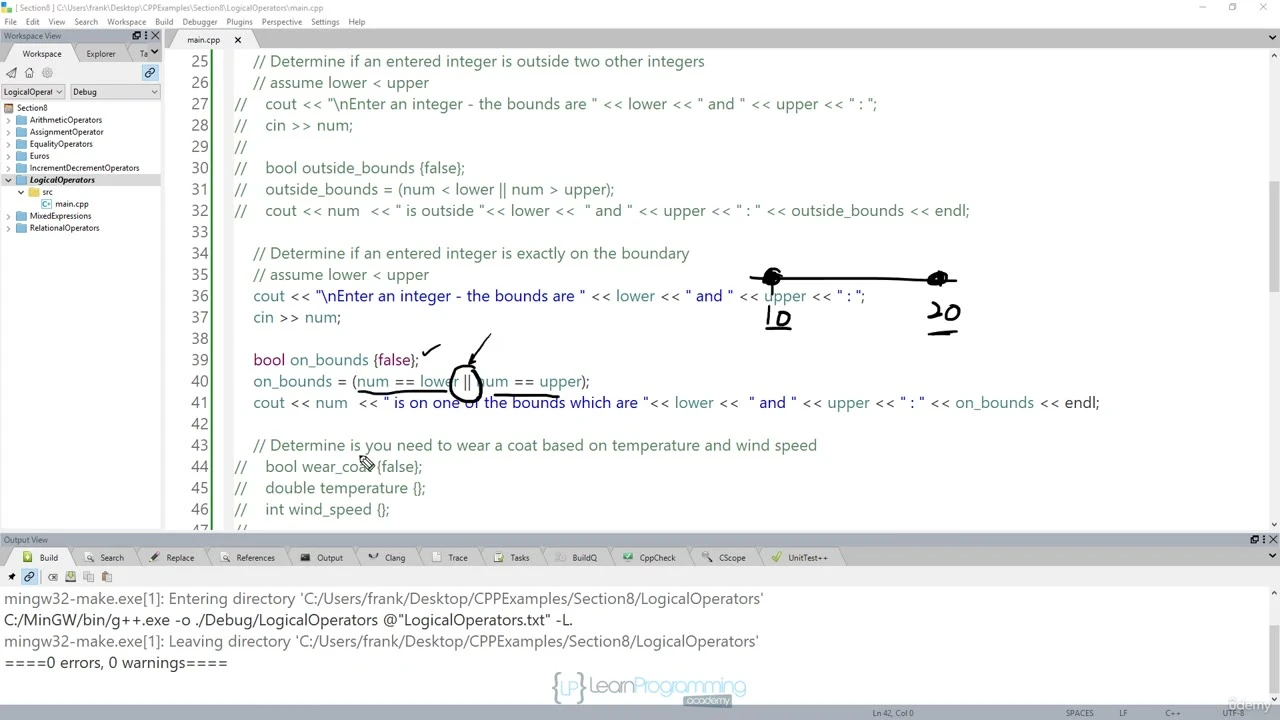 [ Section8 ] C:\Users\frank\Desktop\CPPExamples\Section8\LogicalOperators\main.cpp
File Edit View Search Workspace Build Debugger Plugins Perspective Settings Help
Workspace View
main.cpp
Workspace Explorer Ta
LogicalOperat Debug
Section8
ArithmeticOperators
AssignmentOperator
EqualityOperators
Euros
IncrementDecrementOperators
LogicalOperators
src
main.cpp
MixedExpressions
RelationalOperators
25 // Determine if an entered integer is outside two other integers
26 // assume lower < upper
27 // cout << "\nEnter an integer - the bounds are " << lower << " and " << upper << " : ";
28 // cin >> num;
29 //
30 // bool outside_bounds {false};
31 // outside_bounds = (num < lower || num > upper);
32 // cout << num << " is outside "<< lower << " and " << upper << " : " << outside_bounds << endl;
33
34 // Determine if an entered integer is exactly on the boundary
35 // assume lower < upper
36 cout << "\nEnter an integer - the bounds are " << lower << " and " << upper << " : ";
37 cin >> num;
10 20
38
39 bool on_bounds {false};
40 on_bounds = (num == lower || num == upper);
41 cout << num << " is on one of the bounds which are "<< lower << " and " << upper << " : " << on_bounds << endl;
42
43 // Determine is you need to wear a coat based on temperature and wind speed
44 // bool wear_coat {false};
45 // double temperature {};
46 // int wind_speed {};
47 //
Output View
Build Search Replace References Output Clang Trace Tasks BuildQ CppCheck CScope UnitTest++
mingw32-make.exe[1]: Entering directory 'C:/Users/frank/Desktop/CPPExamples/Section8/LogicalOperators'
C:/MinGW/bin/g++.exe -o ./Debug/LogicalOperators @"LogicalOperators.txt" -L.
mingw32-make.exe[1]: Leaving directory 'C:/Users/frank/Desktop/CPPExamples/Section8/LogicalOperators'
====0 errors, 0 warnings====
{LP} LearnProgramming
academy
ûdemy
Ln 42, Col 0 SPACES LF C++ UTF-8